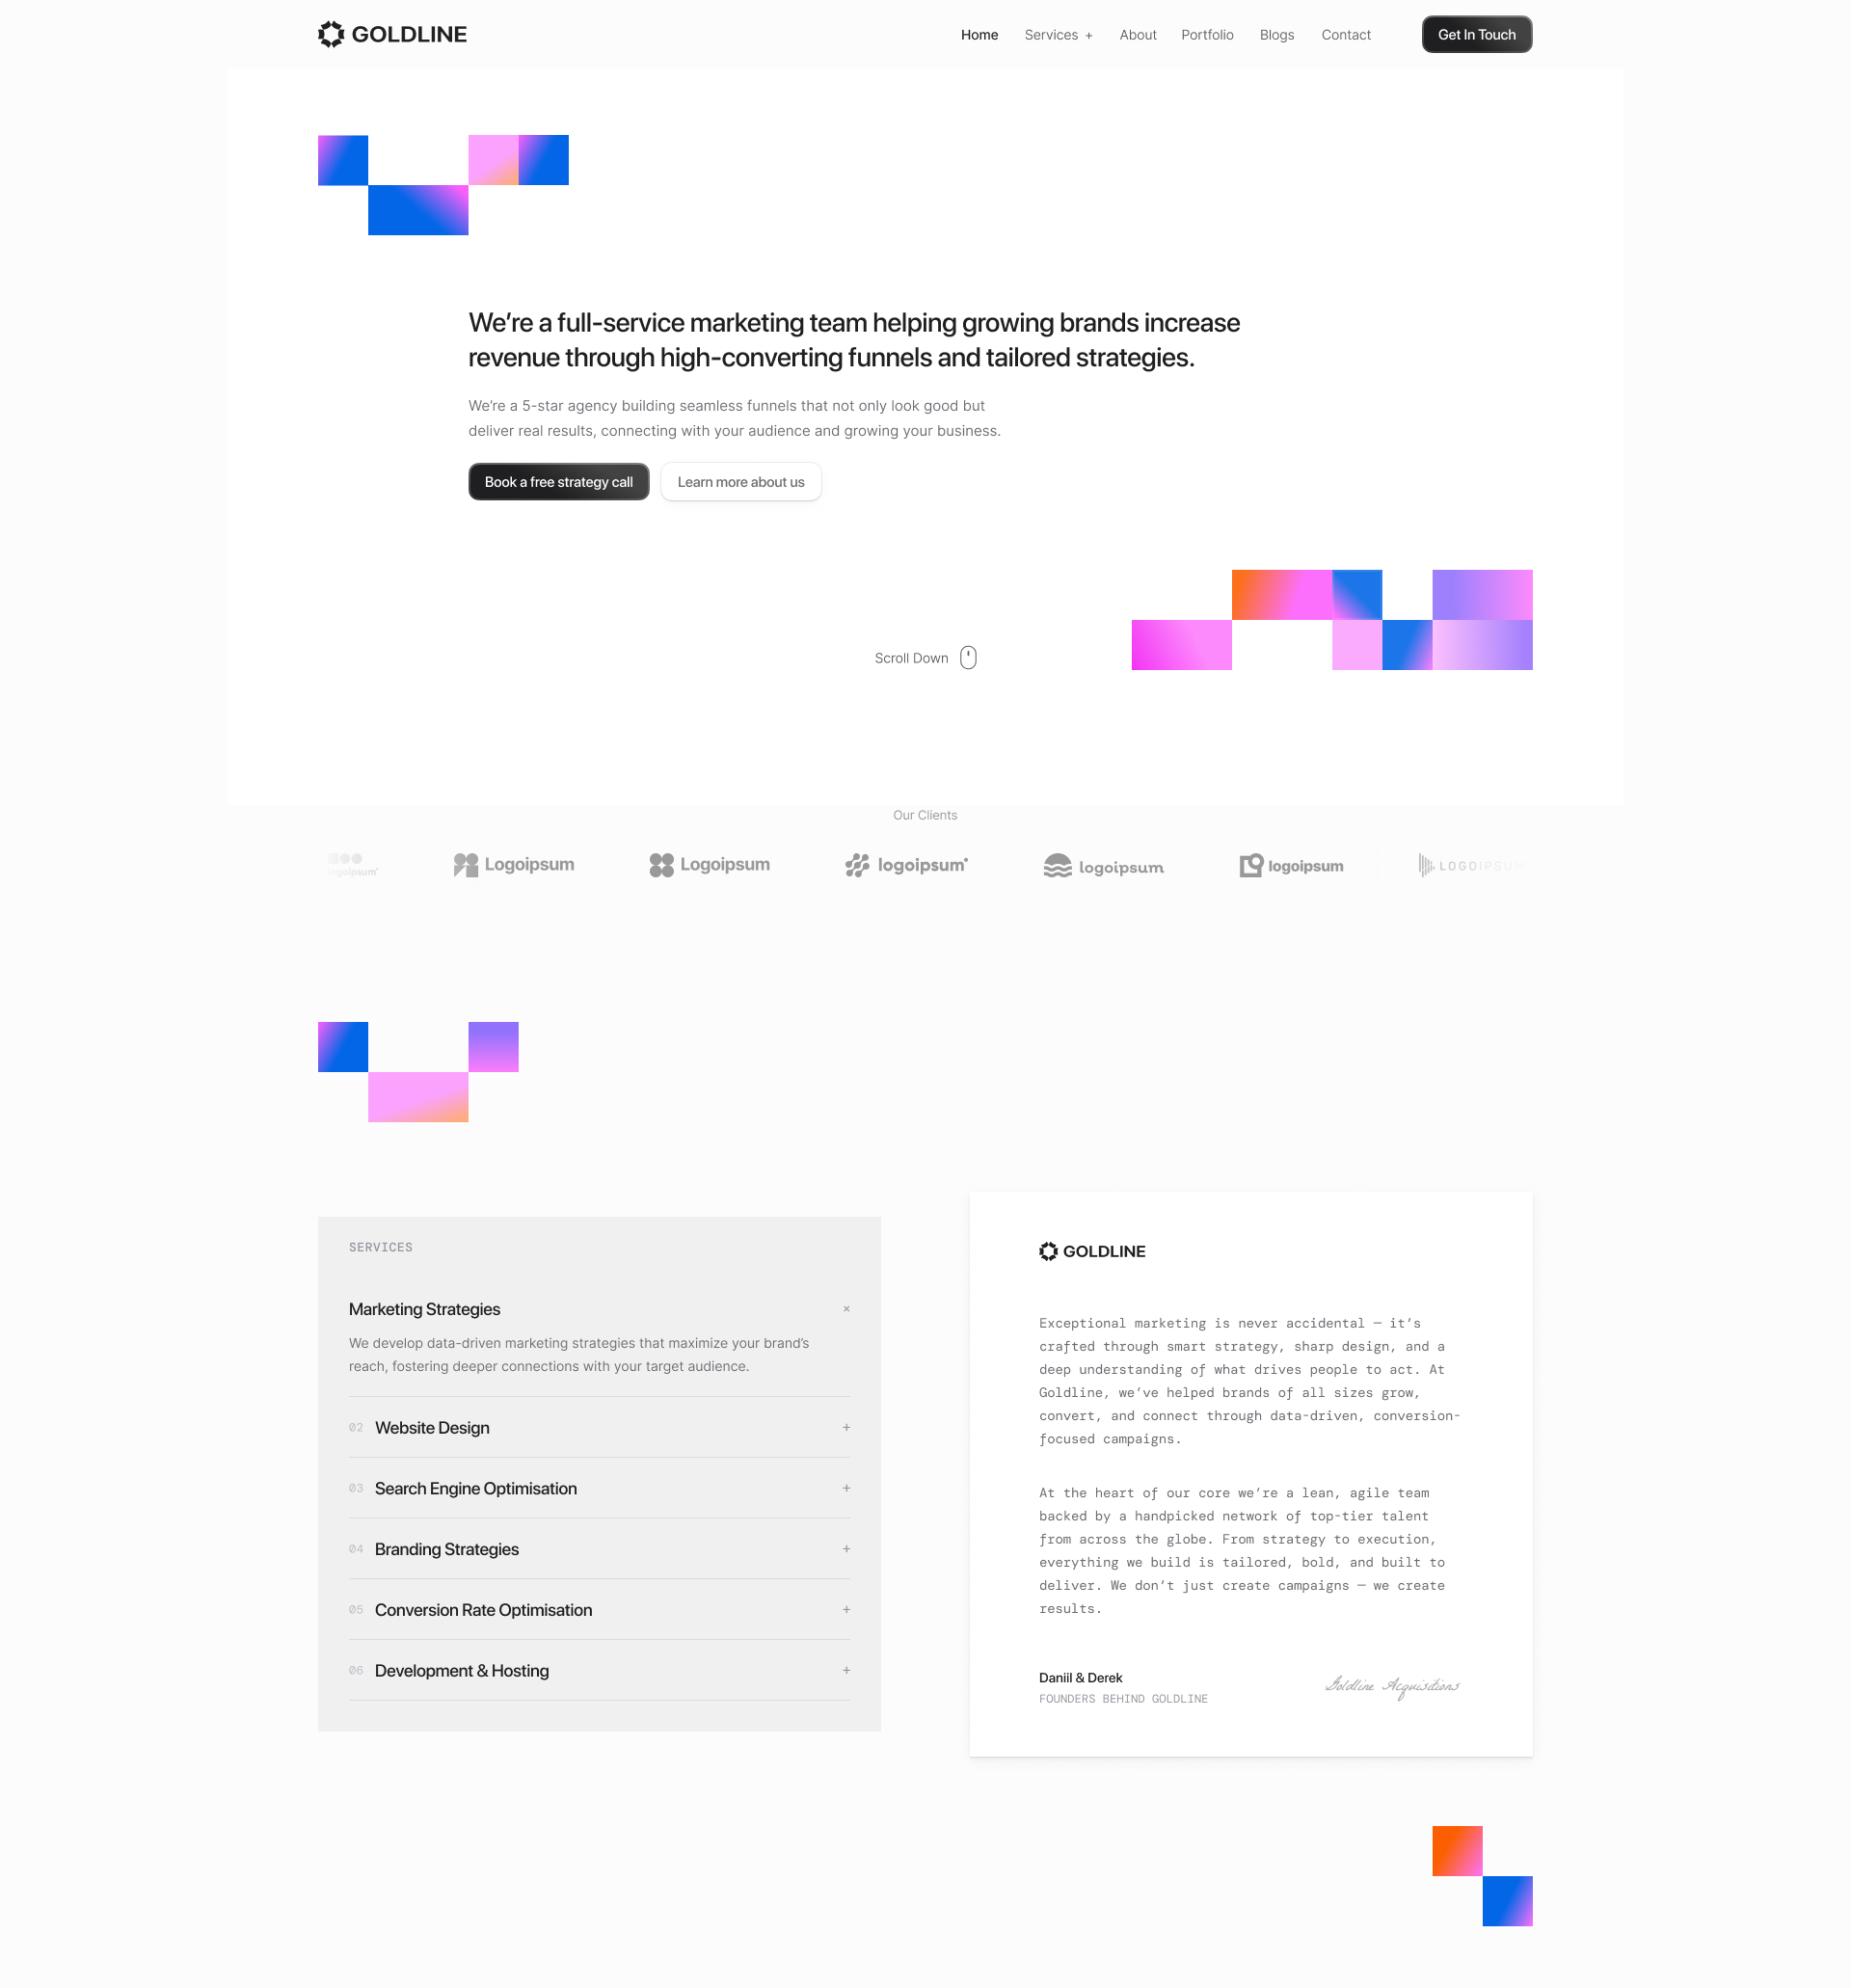 GOLDLINE
Home Services + About Portfolio Blogs Contact Get In Touch
We're a full-service marketing team helping growing brands increase
revenue through high-converting funnels and tailored strategies.
We're a 5-star agency building seamless funnels that not only look good but
deliver real results, connecting with your audience and growing your business.
Book a free strategy call Learn more about us
Scroll Down
Our Clients
logoipsum Logoipsum Logoipsum logoipsum logoipsum logoipsum LOGOIPSUM
SERVICES
Marketing Strategies ×
We develop data-driven marketing strategies that maximize your brand's
reach, fostering deeper connections with your target audience.
02 Website Design +
03 Search Engine Optimisation +
04 Branding Strategies +
05 Conversion Rate Optimisation +
06 Development & Hosting +
GOLDLINE
Exceptional marketing is never accidental — it's
crafted through smart strategy, sharp design, and a
deep understanding of what drives people to act. At
Goldline, we've helped brands of all sizes grow,
convert, and connect through data-driven, conversion-
focused campaigns.
At the heart of our core we're a lean, agile team
backed by a handpicked network of top-tier talent
from across the globe. From strategy to execution,
everything we build is tailored, bold, and built to
deliver. We don't just create campaigns — we create
results.
Daniil & Derek
FOUNDERS BEHIND GOLDLINE
Goldline Acquisitions